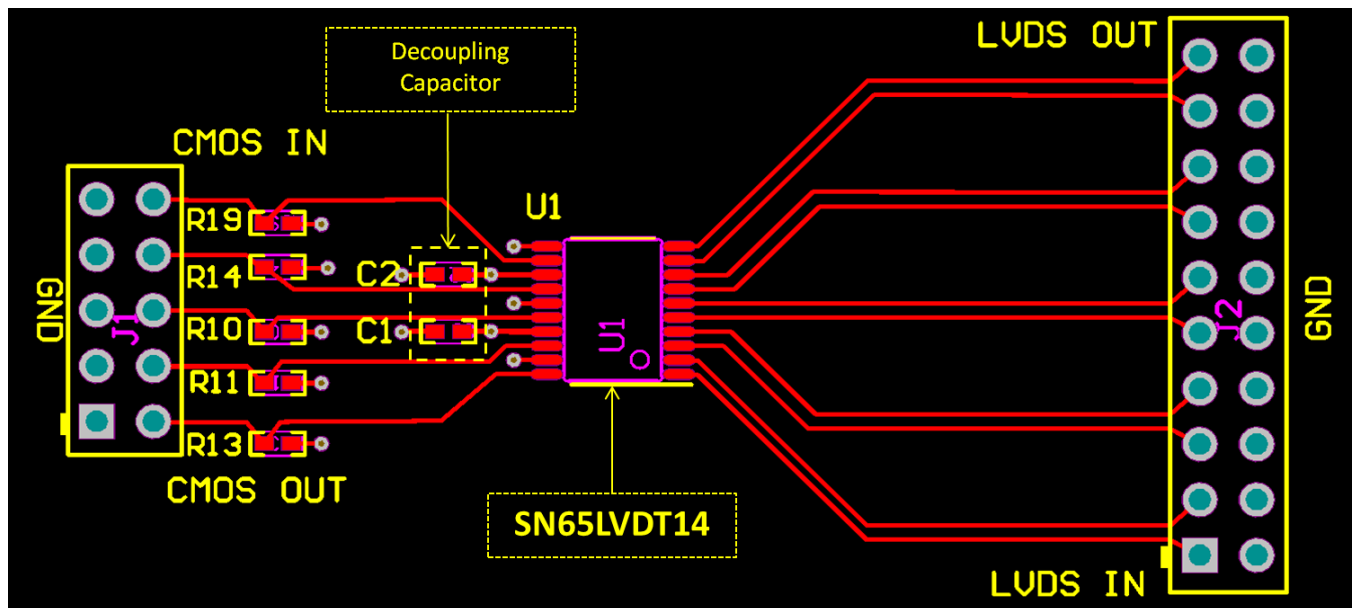 LVDS OUT
Decoupling
Capacitor
CMOS IN
R19
U1
R14
C2
GND
J1
R10
C1
U1
J2
GND
R11
R13
CMOS OUT
SN65LVDT14
LVDS IN